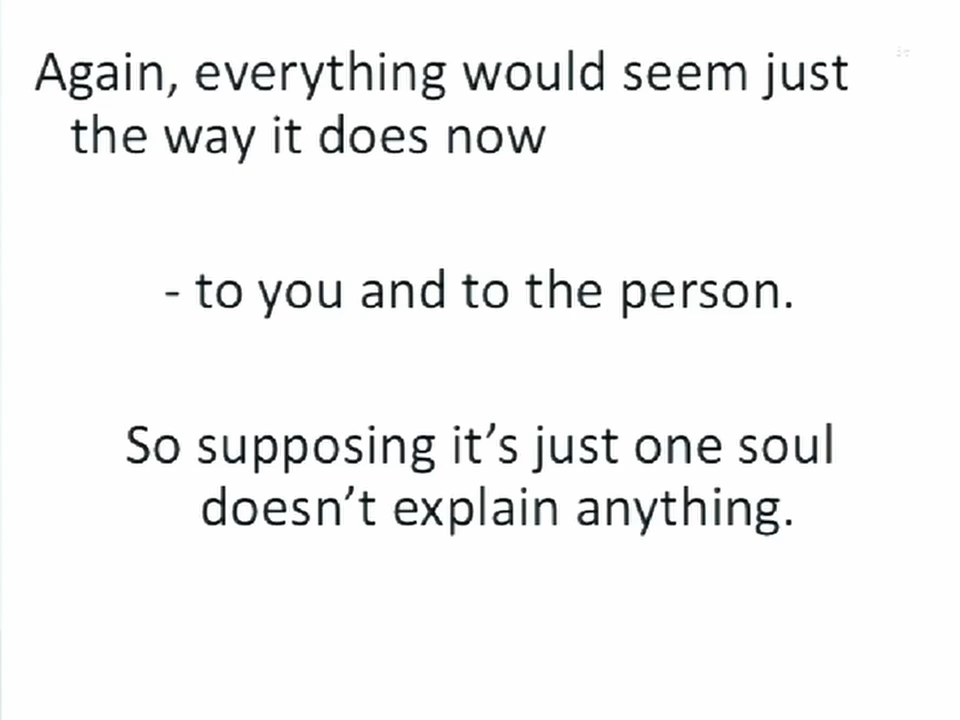 Again, everything would seem just
the way it does now
- to you and to the person.
So supposing it’s just one soul
doesn’t explain anything.